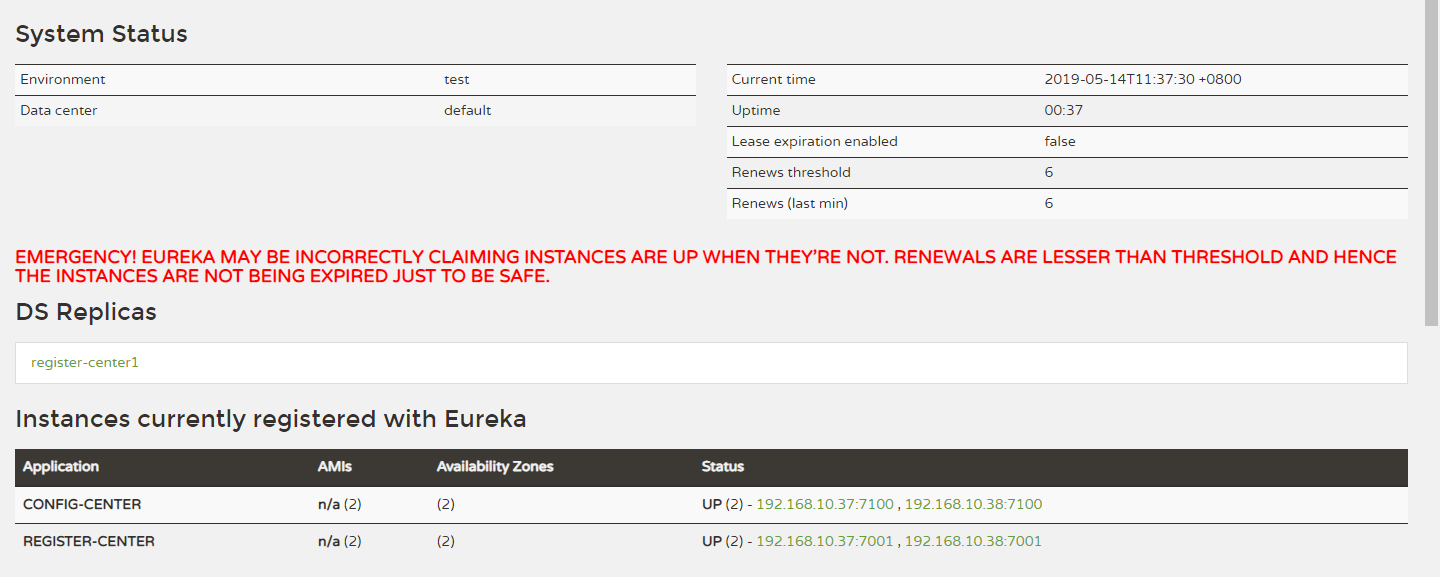 System Status
Environment test
Data center default
Current time 2019-05-14T11:37:30 +0800
Uptime 00:37
Lease expiration enabled false
Renews threshold 6
Renews (last min) 6
EMERGENCY! EUREKA MAY BE INCORRECTLY CLAIMING INSTANCES ARE UP WHEN THEY'RE NOT. RENEWALS ARE LESSER THAN THRESHOLD AND HENCE
THE INSTANCES ARE NOT BEING EXPIRED JUST TO BE SAFE.
DS Replicas
register-center1
Instances currently registered with Eureka
Application AMIs Availability Zones Status
CONFIG-CENTER n/a (2) (2) UP (2) - 192.168.10.37:7100 , 192.168.10.38:7100
REGISTER-CENTER n/a (2) (2) UP (2) - 192.168.10.37:7001 , 192.168.10.38:7001